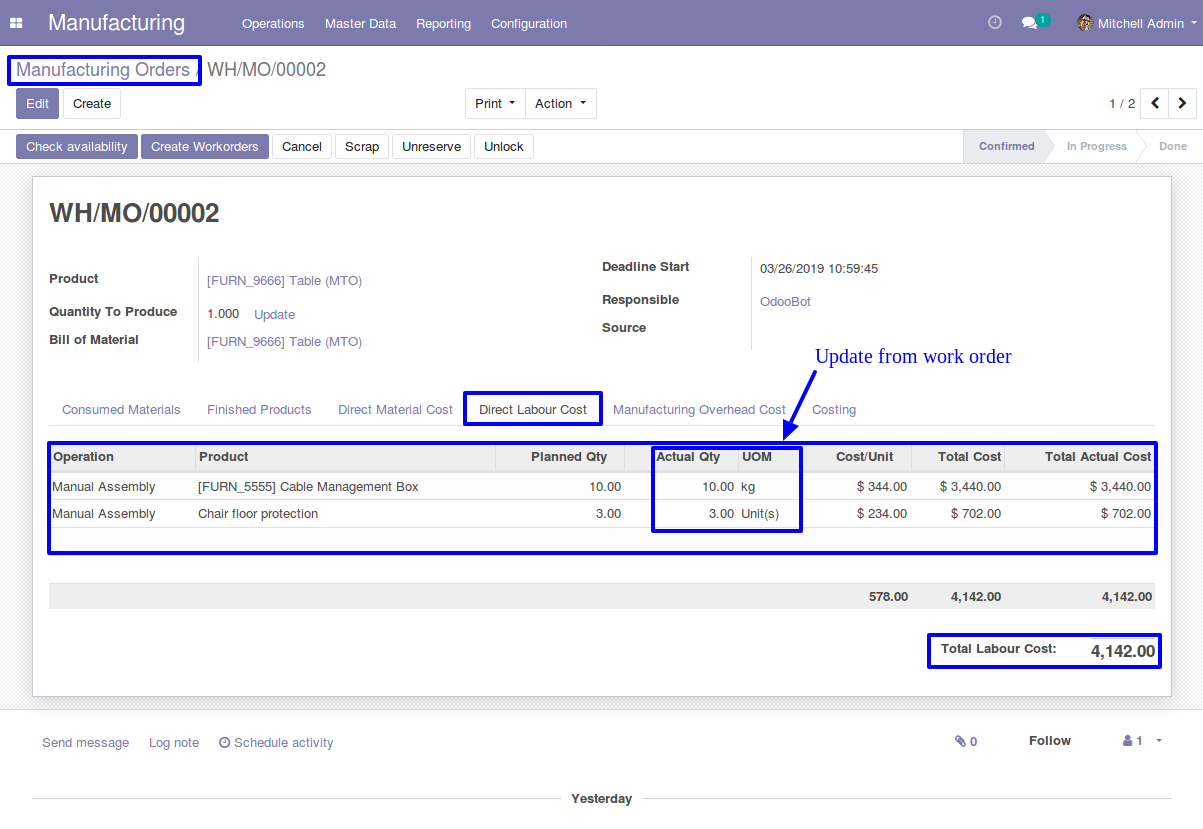 Manufacturing Operations Master Data Reporting Configuration 1 Mitchell Admin
Manufacturing Orders / WH/MO/00002
Edit Create Print Action 1 / 2
Check availability Create Workorders Cancel Scrap Unreserve Unlock Confirmed In Progress Done
WH/MO/00002
Product [FURN_9666] Table (MTO)
Quantity To Produce 1.000 Update
Bill of Material [FURN_9666] Table (MTO)
Deadline Start 03/26/2019 10:59:45
Responsible OdooBot
Source
Update from work order
Consumed Materials Finished Products Direct Material Cost Direct Labour Cost Manufacturing Overhead Cost Costing
Operation Product Planned Qty Actual Qty UOM Cost/Unit Total Cost Total Actual Cost
Manual Assembly [FURN_5555] Cable Management Box 10.00 10.00 kg $ 344.00 $ 3,440.00 $ 3,440.00
Manual Assembly Chair floor protection 3.00 3.00 Unit(s) $ 234.00 $ 702.00 $ 702.00
578.00 4,142.00 4,142.00
Total Labour Cost: 4,142.00
Send message Log note Schedule activity 0 Follow 1
Yesterday